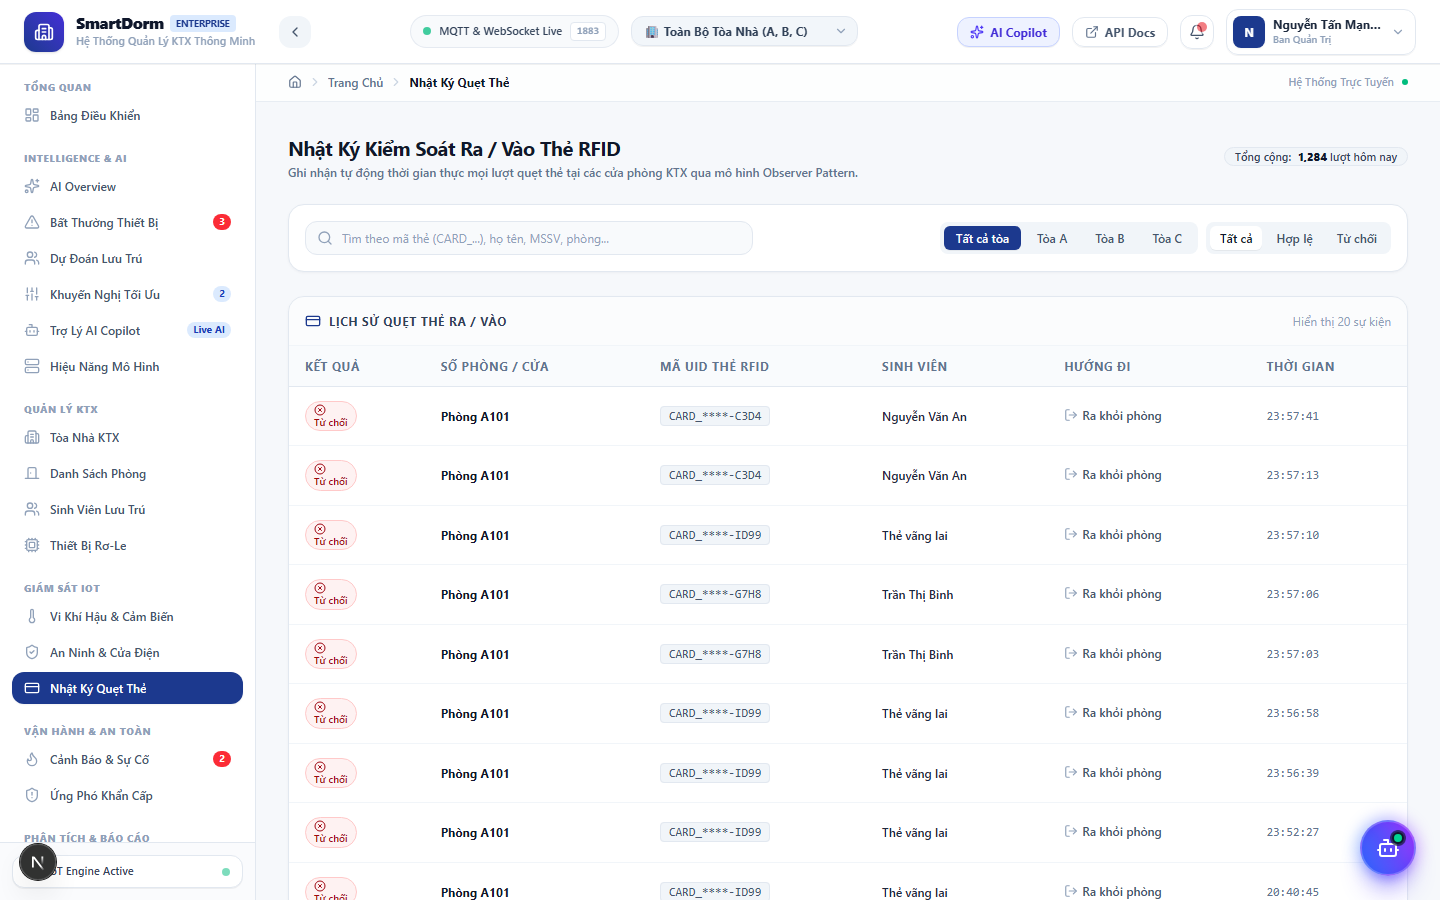 SmartDorm ENTERPRISE
Hệ Thống Quản Lý KTX Thông Minh
MQTT & WebSocket Live 1883
Toàn Bộ Tòa Nhà (A, B, C)
AI Copilot
API Docs
N
Nguyễn Tấn Mạn...
Ban Quản Trị
TỔNG QUAN
Bảng Điều Khiển
INTELLIGENCE & AI
AI Overview
Bất Thường Thiết Bị 3
Dự Đoán Lưu Trú
Khuyến Nghị Tối Ưu 2
Trợ Lý AI Copilot Live AI
Hiệu Năng Mô Hình
QUẢN LÝ KTX
Tòa Nhà KTX
Danh Sách Phòng
Sinh Viên Lưu Trú
Thiết Bị Rơ-Le
GIÁM SÁT IOT
Vi Khí Hậu & Cảm Biến
An Ninh & Cửa Điện
Nhật Ký Quẹt Thẻ
VẬN HÀNH & AN TOÀN
Cảnh Báo & Sự Cố 2
Ứng Phó Khẩn Cấp
PHÂN TÍCH & BÁO CÁO
N
Engine Active
Trang Chủ
Nhật Ký Quẹt Thẻ
Hệ Thống Trực Tuyến
Nhật Ký Kiểm Soát Ra / Vào Thẻ RFID
Ghi nhận tự động thời gian thực mọi lượt quẹt thẻ tại các cửa phòng KTX qua mô hình Observer Pattern.
Tổng cộng: 1,284 lượt hôm nay
Tìm theo mã thẻ (CARD_...), họ tên, MSSV, phòng...
Tất cả tòa Tòa A Tòa B Tòa C
Tất cả Hợp lệ Từ chối
LỊCH SỬ QUẸT THẺ RA / VÀO
Hiển thị 20 sự kiện
KẾT QUẢ SỐ PHÒNG / CỬA MÃ UID THẺ RFID SINH VIÊN HƯỚNG ĐI THỜI GIAN
Từ chối Phòng A101 CARD_****-C3D4 Nguyễn Văn An Ra khỏi phòng 23:57:41
Từ chối Phòng A101 CARD_****-C3D4 Nguyễn Văn An Ra khỏi phòng 23:57:13
Từ chối Phòng A101 CARD_****-ID99 Thẻ vãng lai Ra khỏi phòng 23:57:10
Từ chối Phòng A101 CARD_****-G7H8 Trần Thị Bình Ra khỏi phòng 23:57:06
Từ chối Phòng A101 CARD_****-G7H8 Trần Thị Bình Ra khỏi phòng 23:57:03
Từ chối Phòng A101 CARD_****-ID99 Thẻ vãng lai Ra khỏi phòng 23:56:58
Từ chối Phòng A101 CARD_****-ID99 Thẻ vãng lai Ra khỏi phòng 23:56:39
Từ chối Phòng A101 CARD_****-ID99 Thẻ vãng lai Ra khỏi phòng 23:52:27
Từ chối Phòng A101 CARD_****-ID99 Thẻ vãng lai Ra khỏi phòng 20:40:45